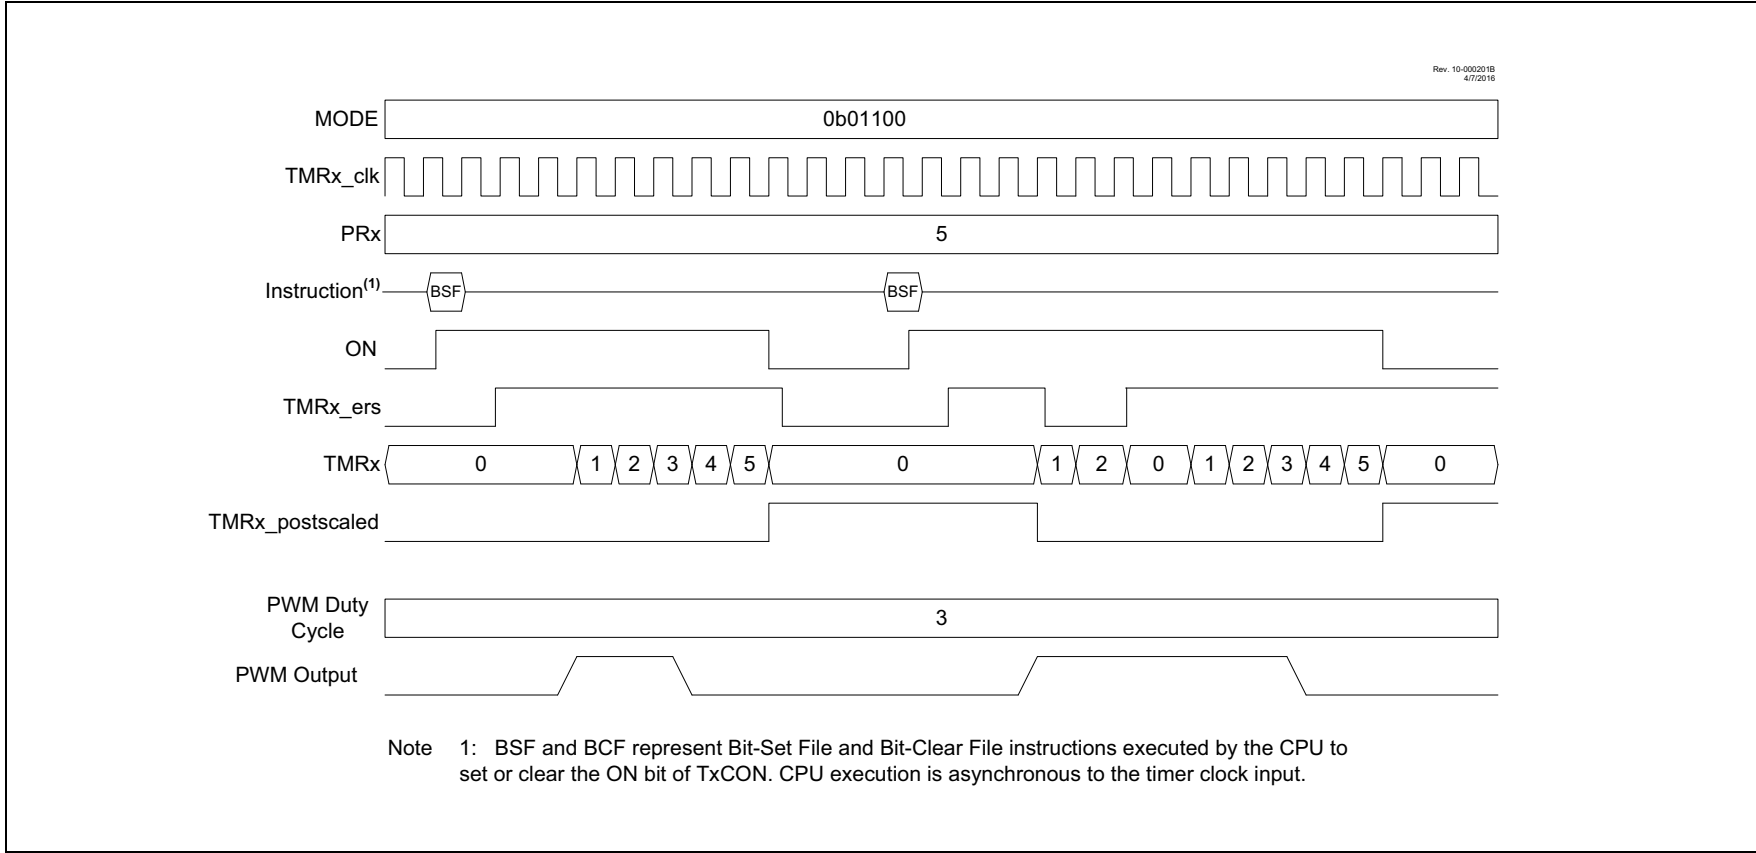 Rev. 10-000201B
4/7/2016
MODE 0b01100
TMRx_clk
PRx 5
Instruction(1) BSF BSF
ON
TMRx_ers
TMRx 0 1 2 3 4 5 0 1 2 0 1 2 3 4 5 0
TMRx_postscaled
PWM Duty
Cycle 3
PWM Output
Note 1: BSF and BCF represent Bit-Set File and Bit-Clear File instructions executed by the CPU to
set or clear the ON bit of TxCON. CPU execution is asynchronous to the timer clock input.